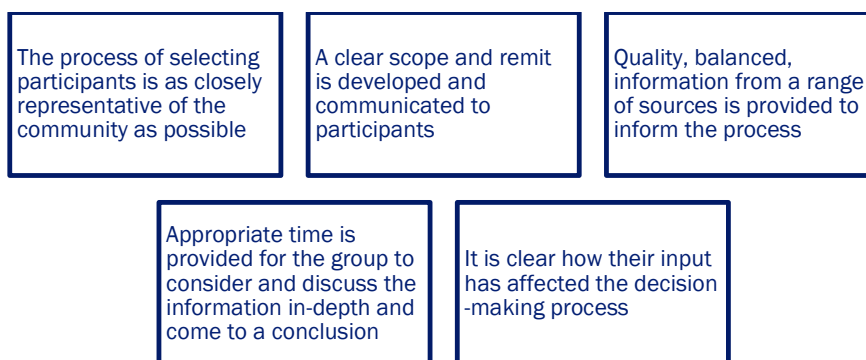 The process of selecting
participants is as closely
representative of the
community as possible
A clear scope and remit
is developed and
communicated to
participants
Quality, balanced,
information from a range
of sources is provided to
inform the process
Appropriate time is
provided for the group to
consider and discuss the
information in-depth and
come to a conclusion
It is clear how their input
has affected the decision
-making process